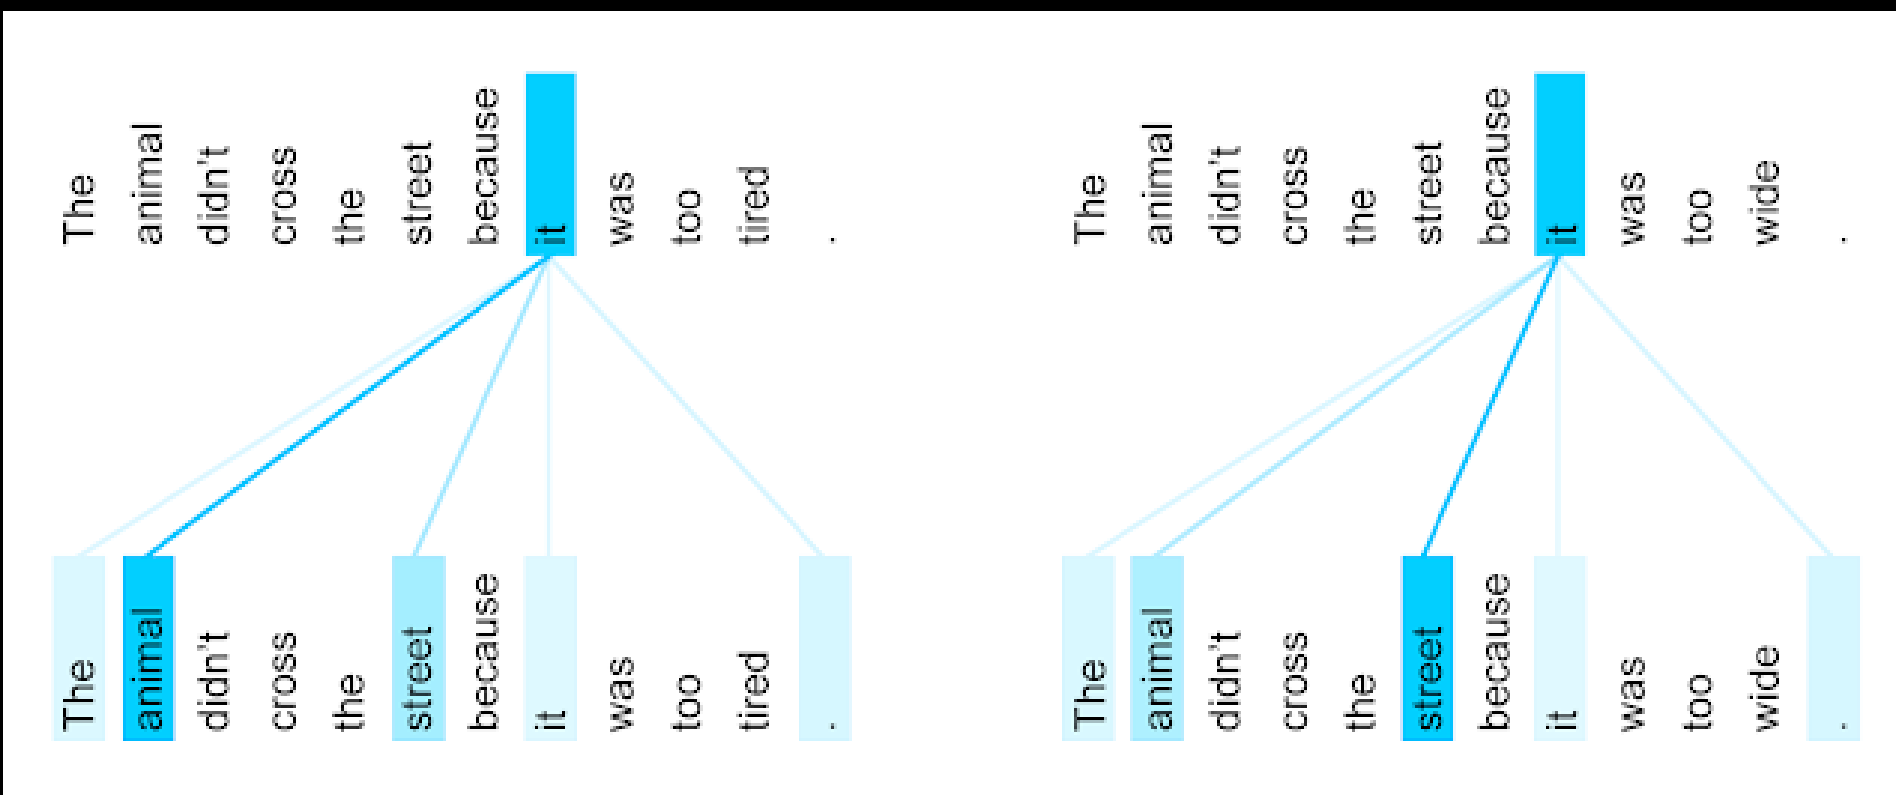 The animal didn't cross the street because it was too tired .
The animal didn't cross the street because it was too tired .
The animal didn't cross the street because it was too wide .
The animal didn't cross the street because it was too wide .